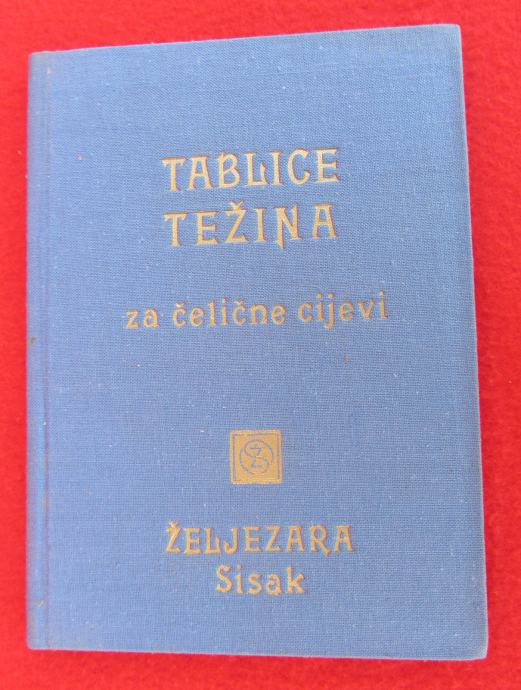 TABLICE
TEŽINA
za čelične cijevi
ŽELJEZARA
Sisak